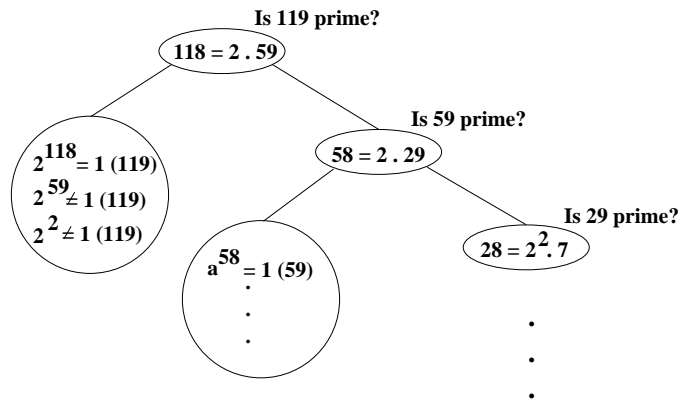 Is 119 prime?
118 = 2 . 59
Is 59 prime?
58 = 2 . 29
2^118 = 1 (119)
2^59 ≠ 1 (119)
2^2 ≠ 1 (119)
Is 29 prime?
28 = 2^2 . 7
a^58 = 1 (59)
.
.
.
.
.
.